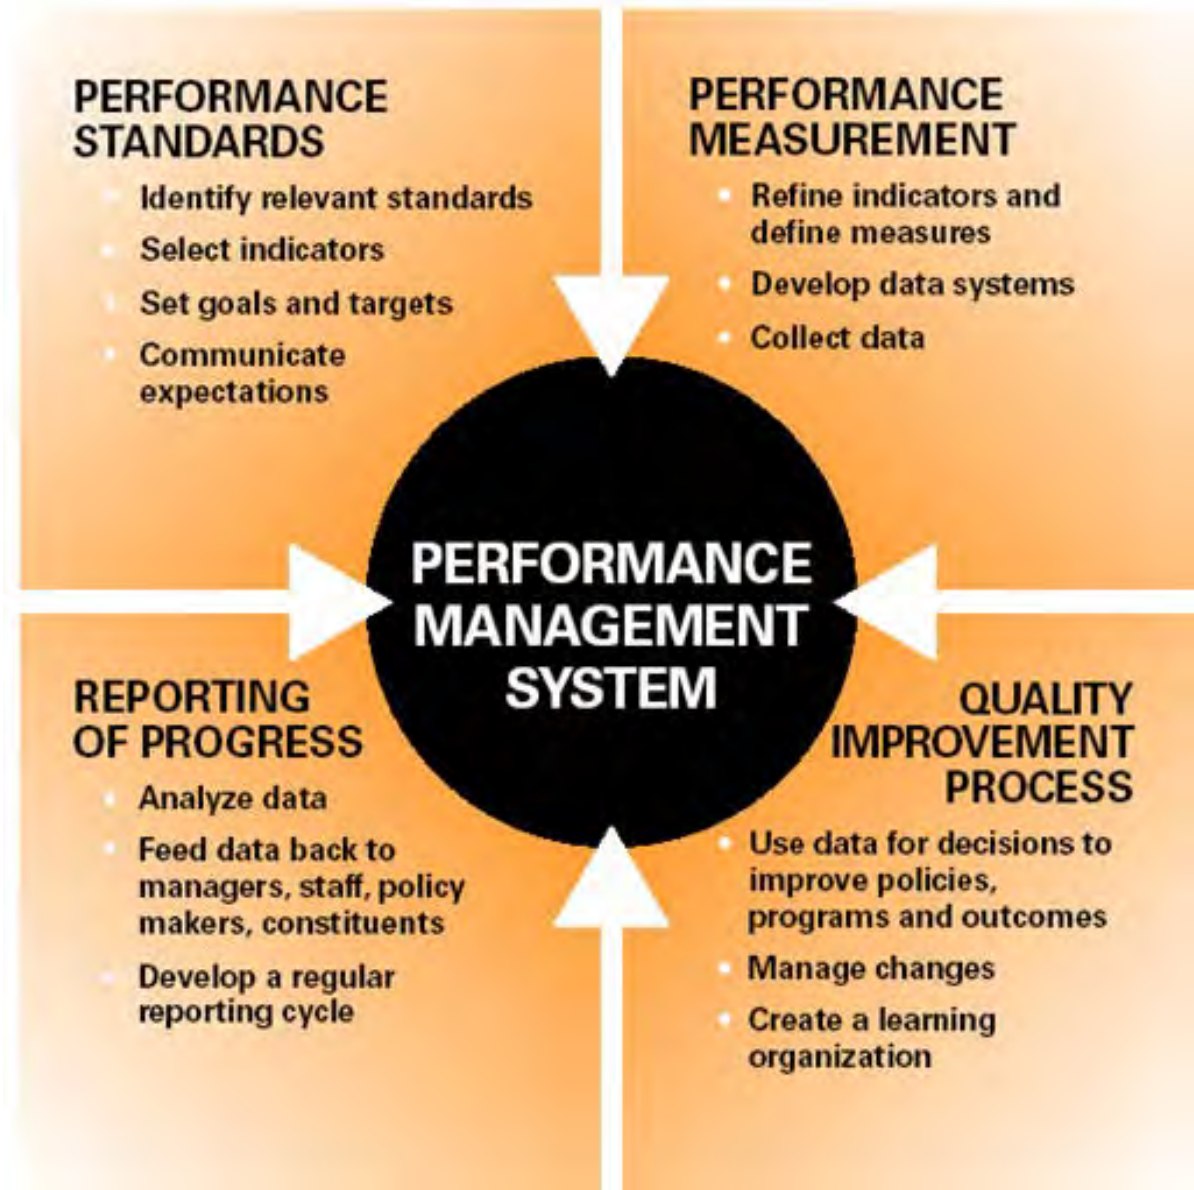 PERFORMANCE
STANDARDS
Identify relevant standards
Select indicators
Set goals and targets
Communicate
expectations
PERFORMANCE
MEASUREMENT
Refine indicators and
define measures
Develop data systems
Collect data
PERFORMANCE
MANAGEMENT
SYSTEM
REPORTING
OF PROGRESS
Analyze data
Feed data back to
managers, staff, policy
makers, constituents
Develop a regular
reporting cycle
QUALITY
IMPROVEMENT
PROCESS
Use data for decisions to
improve policies,
programs and outcomes
Manage changes
Create a learning
organization